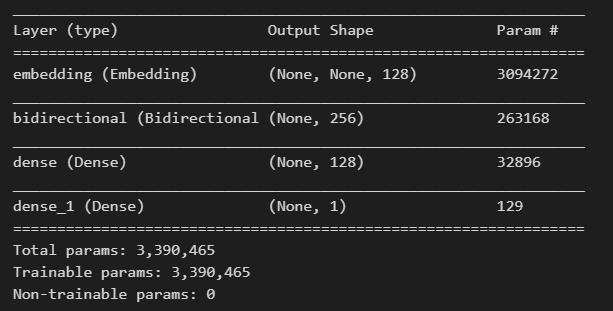 _________________________________________________________________
Layer (type)                 Output Shape              Param #
=================================================================
embedding (Embedding)        (None, None, 128)         3094272
_________________________________________________________________
bidirectional (Bidirectional (None, 256)               263168
_________________________________________________________________
dense (Dense)                (None, 128)               32896
_________________________________________________________________
dense_1 (Dense)              (None, 1)                 129
=================================================================
Total params: 3,390,465
Trainable params: 3,390,465
Non-trainable params: 0